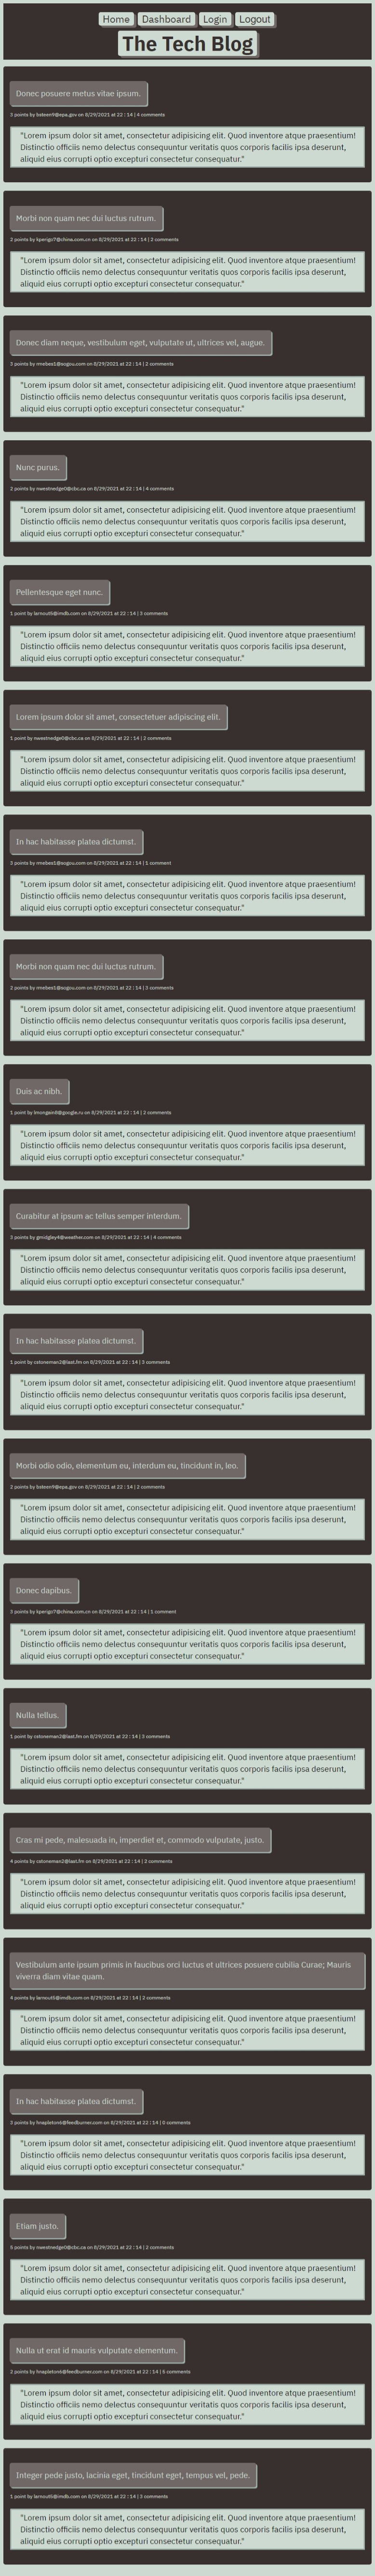 Home Dashboard Login Logout
The Tech Blog
Donec posuere metus vitae ipsum.
3 points by bsteen9@epa.gov on 8/29/2021 at 22 : 14 | 4 comments
"Lorem ipsum dolor sit amet, consectetur adipisicing elit. Quod inventore atque praesentium!
Distinctio officiis nemo delectus consequuntur veritatis quos corporis facilis ipsa deserunt,
aliquid eius corrupti optio excepturi consectetur consequatur."
Morbi non quam nec dui luctus rutrum.
2 points by kperigo7@china.com.cn on 8/29/2021 at 22 : 14 | 2 comments
"Lorem ipsum dolor sit amet, consectetur adipisicing elit. Quod inventore atque praesentium!
Distinctio officiis nemo delectus consequuntur veritatis quos corporis facilis ipsa deserunt,
aliquid eius corrupti optio excepturi consectetur consequatur."
Donec diam neque, vestibulum eget, vulputate ut, ultrices vel, augue.
3 points by rmebes1@sogou.com on 8/29/2021 at 22 : 14 | 2 comments
"Lorem ipsum dolor sit amet, consectetur adipisicing elit. Quod inventore atque praesentium!
Distinctio officiis nemo delectus consequuntur veritatis quos corporis facilis ipsa deserunt,
aliquid eius corrupti optio excepturi consectetur consequatur."
Nunc purus.
2 points by nwestnedge0@cbc.ca on 8/29/2021 at 22 : 14 | 4 comments
"Lorem ipsum dolor sit amet, consectetur adipisicing elit. Quod inventore atque praesentium!
Distinctio officiis nemo delectus consequuntur veritatis quos corporis facilis ipsa deserunt,
aliquid eius corrupti optio excepturi consectetur consequatur."
Pellentesque eget nunc.
1 point by larnout5@imdb.com on 8/29/2021 at 22 : 14 | 3 comments
"Lorem ipsum dolor sit amet, consectetur adipisicing elit. Quod inventore atque praesentium!
Distinctio officiis nemo delectus consequuntur veritatis quos corporis facilis ipsa deserunt,
aliquid eius corrupti optio excepturi consectetur consequatur."
Lorem ipsum dolor sit amet, consectetuer adipiscing elit.
1 point by nwestnedge0@cbc.ca on 8/29/2021 at 22 : 14 | 2 comments
"Lorem ipsum dolor sit amet, consectetur adipisicing elit. Quod inventore atque praesentium!
Distinctio officiis nemo delectus consequuntur veritatis quos corporis facilis ipsa deserunt,
aliquid eius corrupti optio excepturi consectetur consequatur."
In hac habitasse platea dictumst.
3 points by rmebes1@sogou.com on 8/29/2021 at 22 : 14 | 1 comment
"Lorem ipsum dolor sit amet, consectetur adipisicing elit. Quod inventore atque praesentium!
Distinctio officiis nemo delectus consequuntur veritatis quos corporis facilis ipsa deserunt,
aliquid eius corrupti optio excepturi consectetur consequatur."
Morbi non quam nec dui luctus rutrum.
2 points by rmebes1@sogou.com on 8/29/2021 at 22 : 14 | 3 comments
"Lorem ipsum dolor sit amet, consectetur adipisicing elit. Quod inventore atque praesentium!
Distinctio officiis nemo delectus consequuntur veritatis quos corporis facilis ipsa deserunt,
aliquid eius corrupti optio excepturi consectetur consequatur."
Duis ac nibh.
1 point by lmongain8@google.ru on 8/29/2021 at 22 : 14 | 2 comments
"Lorem ipsum dolor sit amet, consectetur adipisicing elit. Quod inventore atque praesentium!
Distinctio officiis nemo delectus consequuntur veritatis quos corporis facilis ipsa deserunt,
aliquid eius corrupti optio excepturi consectetur consequatur."
Curabitur at ipsum ac tellus semper interdum.
3 points by gmidgley4@weather.com on 8/29/2021 at 22 : 14 | 4 comments
"Lorem ipsum dolor sit amet, consectetur adipisicing elit. Quod inventore atque praesentium!
Distinctio officiis nemo delectus consequuntur veritatis quos corporis facilis ipsa deserunt,
aliquid eius corrupti optio excepturi consectetur consequatur."
In hac habitasse platea dictumst.
1 point by cstoneman2@last.fm on 8/29/2021 at 22 : 14 | 3 comments
"Lorem ipsum dolor sit amet, consectetur adipisicing elit. Quod inventore atque praesentium!
Distinctio officiis nemo delectus consequuntur veritatis quos corporis facilis ipsa deserunt,
aliquid eius corrupti optio excepturi consectetur consequatur."
Morbi odio odio, elementum eu, interdum eu, tincidunt in, leo.
2 points by bsteen9@epa.gov on 8/29/2021 at 22 : 14 | 2 comments
"Lorem ipsum dolor sit amet, consectetur adipisicing elit. Quod inventore atque praesentium!
Distinctio officiis nemo delectus consequuntur veritatis quos corporis facilis ipsa deserunt,
aliquid eius corrupti optio excepturi consectetur consequatur."
Donec dapibus.
3 points by kperigo7@china.com.cn on 8/29/2021 at 22 : 14 | 1 comment
"Lorem ipsum dolor sit amet, consectetur adipisicing elit. Quod inventore atque praesentium!
Distinctio officiis nemo delectus consequuntur veritatis quos corporis facilis ipsa deserunt,
aliquid eius corrupti optio excepturi consectetur consequatur."
Nulla tellus.
1 point by cstoneman2@last.fm on 8/29/2021 at 22 : 14 | 3 comments
"Lorem ipsum dolor sit amet, consectetur adipisicing elit. Quod inventore atque praesentium!
Distinctio officiis nemo delectus consequuntur veritatis quos corporis facilis ipsa deserunt,
aliquid eius corrupti optio excepturi consectetur consequatur."
Cras mi pede, malesuada in, imperdiet et, commodo vulputate, justo.
4 points by cstoneman2@last.fm on 8/29/2021 at 22 : 14 | 2 comments
"Lorem ipsum dolor sit amet, consectetur adipisicing elit. Quod inventore atque praesentium!
Distinctio officiis nemo delectus consequuntur veritatis quos corporis facilis ipsa deserunt,
aliquid eius corrupti optio excepturi consectetur consequatur."
Vestibulum ante ipsum primis in faucibus orci luctus et ultrices posuere cubilia Curae; Mauris
viverra diam vitae quam.
4 points by larnout5@imdb.com on 8/29/2021 at 22 : 14 | 2 comments
"Lorem ipsum dolor sit amet, consectetur adipisicing elit. Quod inventore atque praesentium!
Distinctio officiis nemo delectus consequuntur veritatis quos corporis facilis ipsa deserunt,
aliquid eius corrupti optio excepturi consectetur consequatur."
In hac habitasse platea dictumst.
3 points by hnapleton6@feedburner.com on 8/29/2021 at 22 : 14 | 0 comments
"Lorem ipsum dolor sit amet, consectetur adipisicing elit. Quod inventore atque praesentium!
Distinctio officiis nemo delectus consequuntur veritatis quos corporis facilis ipsa deserunt,
aliquid eius corrupti optio excepturi consectetur consequatur."
Etiam justo.
5 points by nwestnedge0@cbc.ca on 8/29/2021 at 22 : 14 | 2 comments
"Lorem ipsum dolor sit amet, consectetur adipisicing elit. Quod inventore atque praesentium!
Distinctio officiis nemo delectus consequuntur veritatis quos corporis facilis ipsa deserunt,
aliquid eius corrupti optio excepturi consectetur consequatur."
Nulla ut erat id mauris vulputate elementum.
2 points by hnapleton6@feedburner.com on 8/29/2021 at 22 : 14 | 5 comments
"Lorem ipsum dolor sit amet, consectetur adipisicing elit. Quod inventore atque praesentium!
Distinctio officiis nemo delectus consequuntur veritatis quos corporis facilis ipsa deserunt,
aliquid eius corrupti optio excepturi consectetur consequatur."
Integer pede justo, lacinia eget, tincidunt eget, tempus vel, pede.
1 point by larnout5@imdb.com on 8/29/2021 at 22 : 14 | 3 comments
"Lorem ipsum dolor sit amet, consectetur adipisicing elit. Quod inventore atque praesentium!
Distinctio officiis nemo delectus consequuntur veritatis quos corporis facilis ipsa deserunt,
aliquid eius corrupti optio excepturi consectetur consequatur."